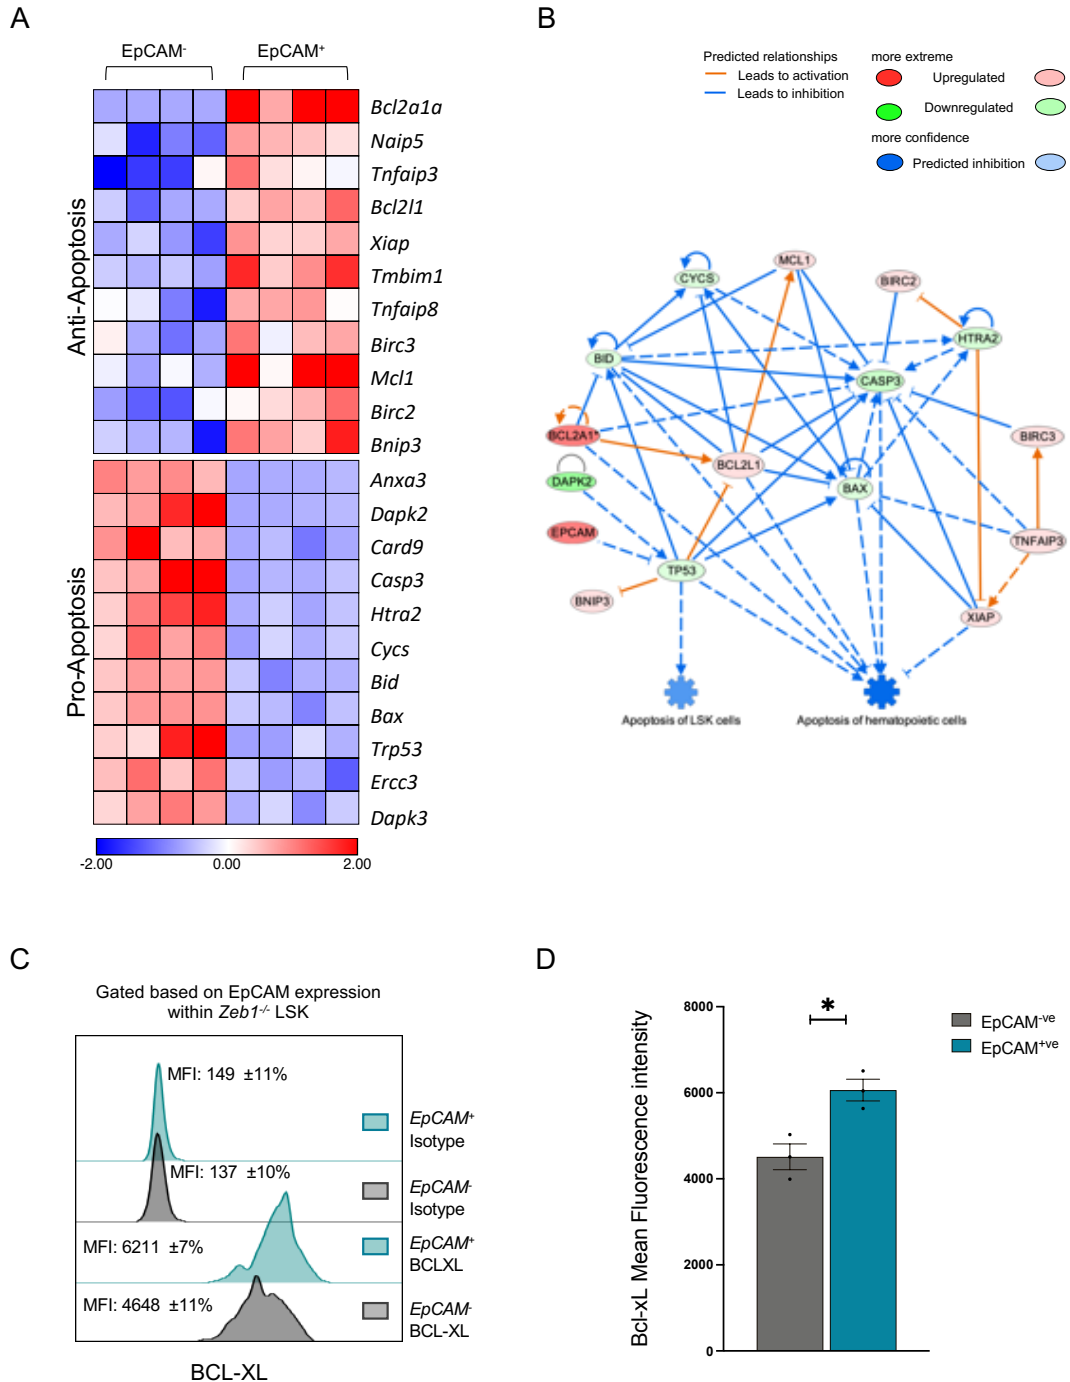 A
EpCAM-
EpCAM+
Anti-Apoptosis
Bcl2a1a
Naip5
Tnfaip3
Bcl2l1
Xiap
Tmbim1
Tnfaip8
Birc3
Mcl1
Birc2
Bnip3
Pro-Apoptosis
Anxa3
Dapk2
Card9
Casp3
Htra2
Cycs
Bid
Bax
Trp53
Ercc3
Dapk3
-2.00
0.00
2.00
B
Predicted relationships
Leads to activation
Leads to inhibition
more extreme
Upregulated
Downregulated
more confidence
Predicted inhibition
MCL1
CYCS
BIRC2
HTRA2
BID
CASP3
BCL2A1*
BIRC3
BCL2L1
DAPK2
BAX
EPCAM
TNFAIP3
TP53
BNIP3
XIAP
Apoptosis of LSK cells
Apoptosis of hematopoietic cells
C
Gated based on EpCAM expression
within Zeb1-/- LSK
MFI: 149 ±11%
EpCAM+
Isotype
MFI: 137 ±10%
EpCAM-
Isotype
MFI: 6211 ±7%
EpCAM+
BCLXL
MFI: 4648 ±11%
EpCAM-
BCL-XL
BCL-XL
D
Bcl-xL Mean Fluorescence intensity
8000
6000
4000
2000
0
*
EpCAM-ve
EpCAM+ve